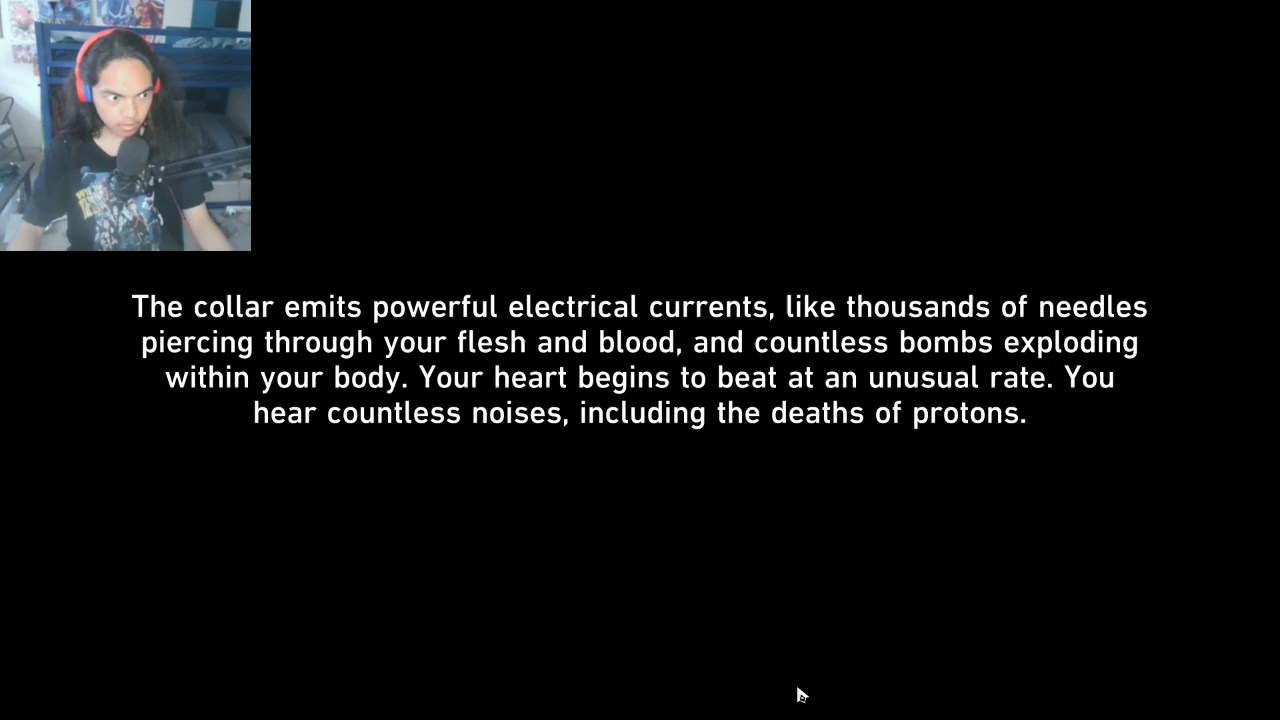 The collar emits powerful electrical currents, like thousands of needles
piercing through your flesh and blood, and countless bombs exploding
within your body. Your heart begins to beat at an unusual rate. You
hear countless noises, including the deaths of protons.